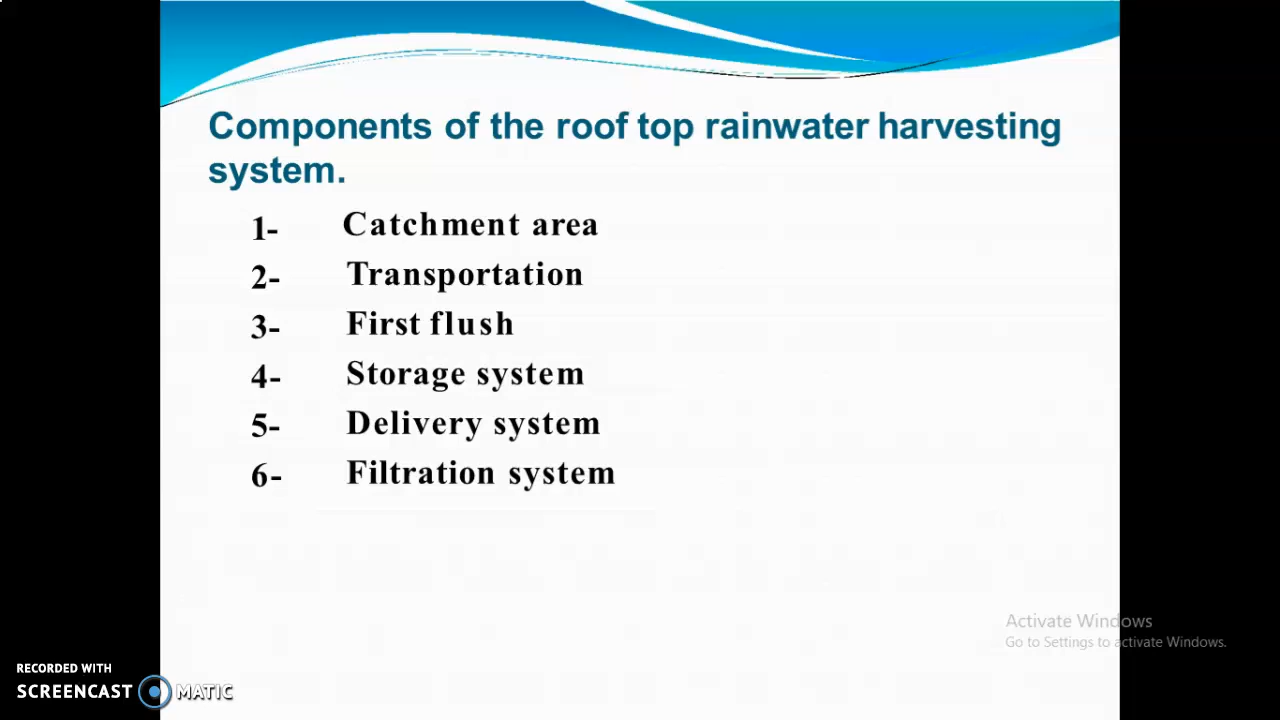 Components of the roof top rainwater harvesting
system.
1- Catchment area
2- Transportation
3- First flush
4- Storage system
5- Delivery system
6- Filtration system
Activate Windows
Go to Settings to activate Windows.
RECORDED WITH
SCREENCAST MATIC